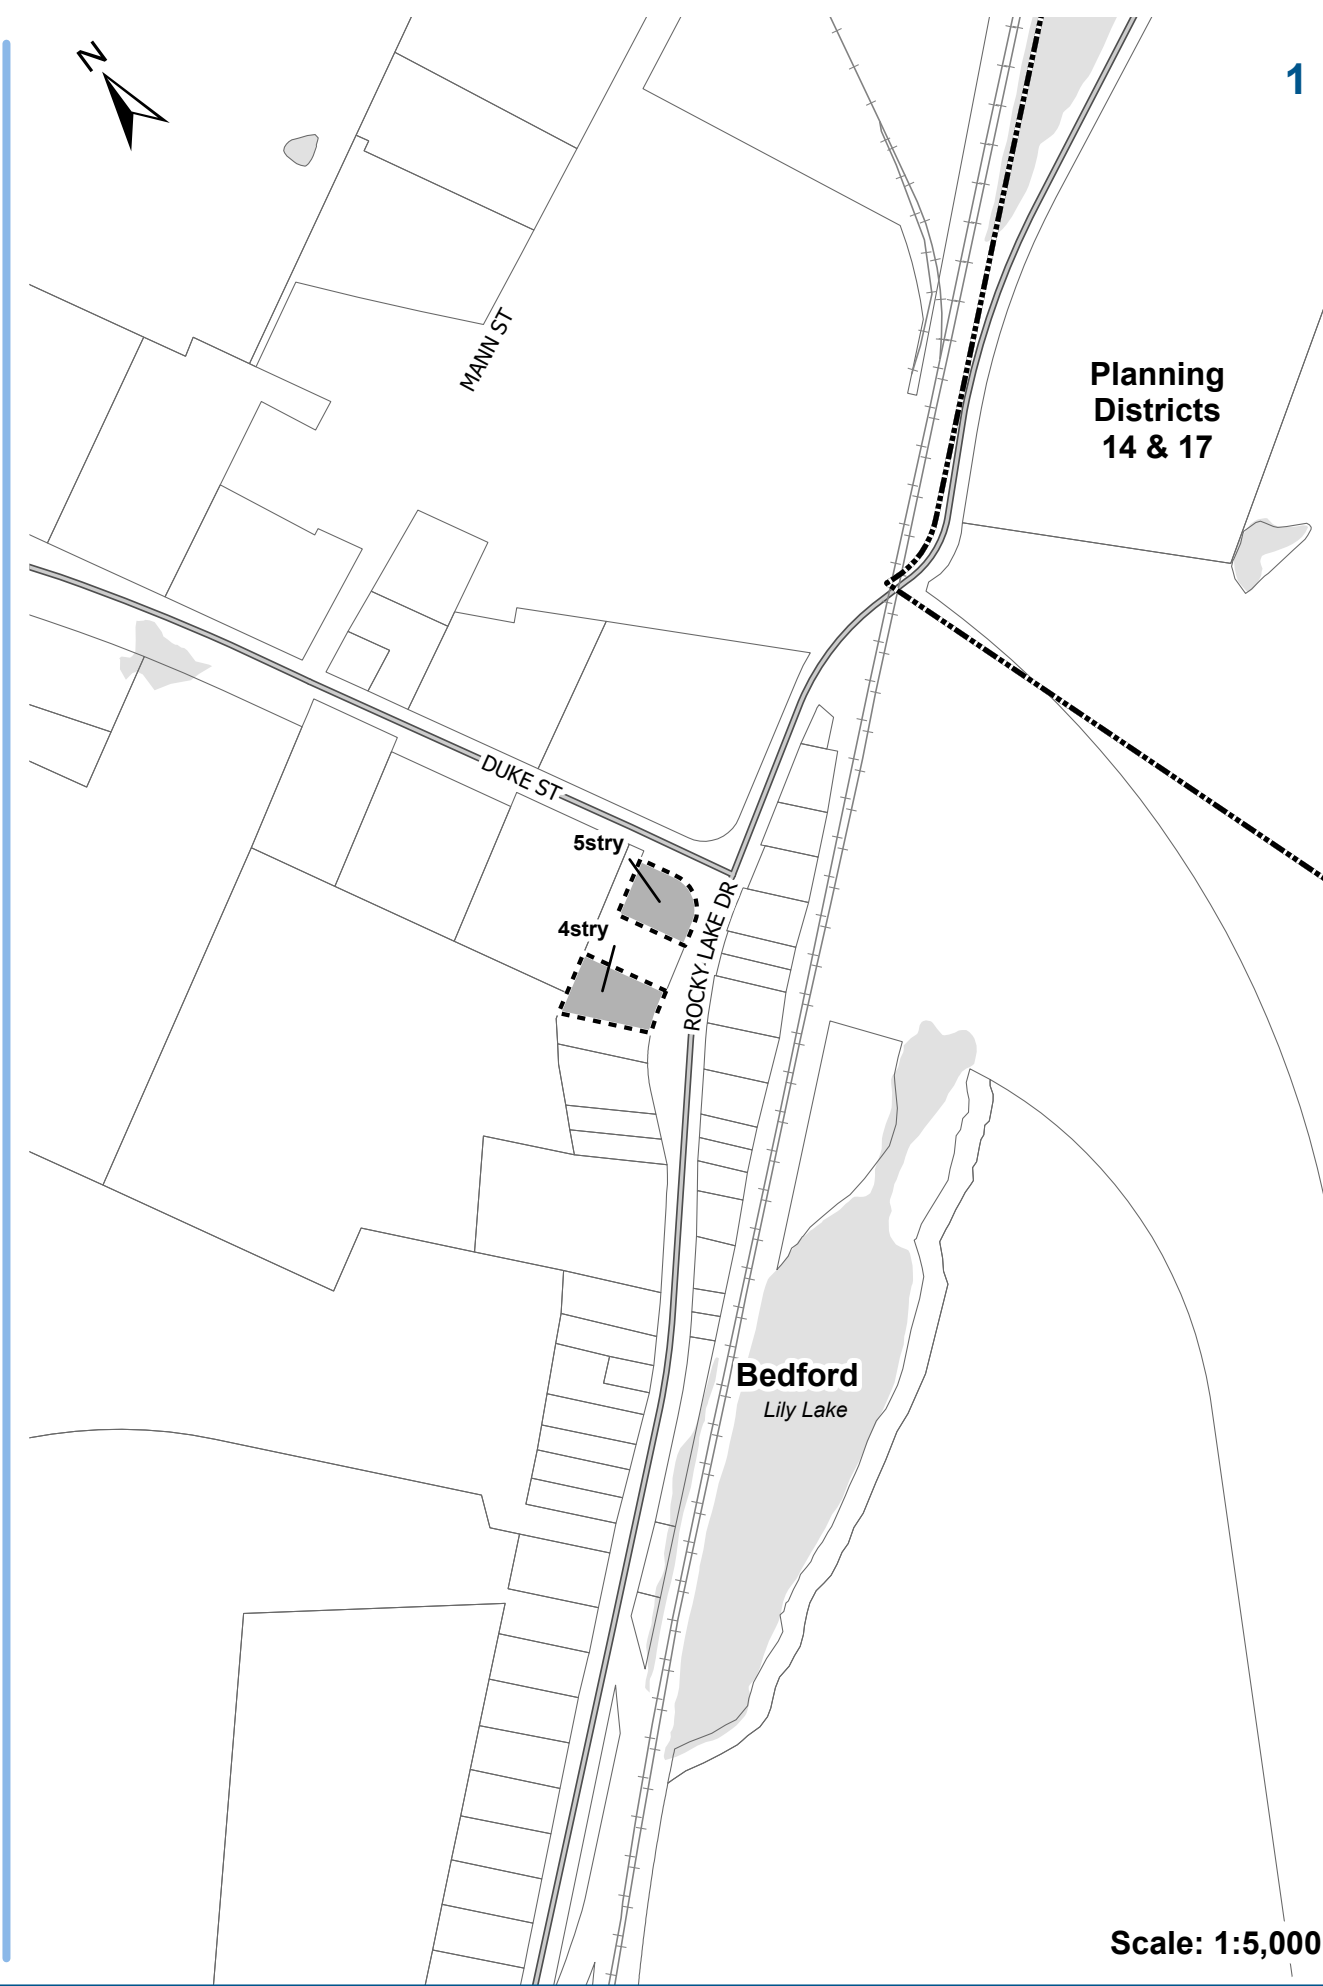 N
1
MANN ST
Planning
Districts
14 & 17
DUKE ST
5stry
4stry
ROCKY LAKE DR
Bedford
Lily Lake
Scale: 1:5,000